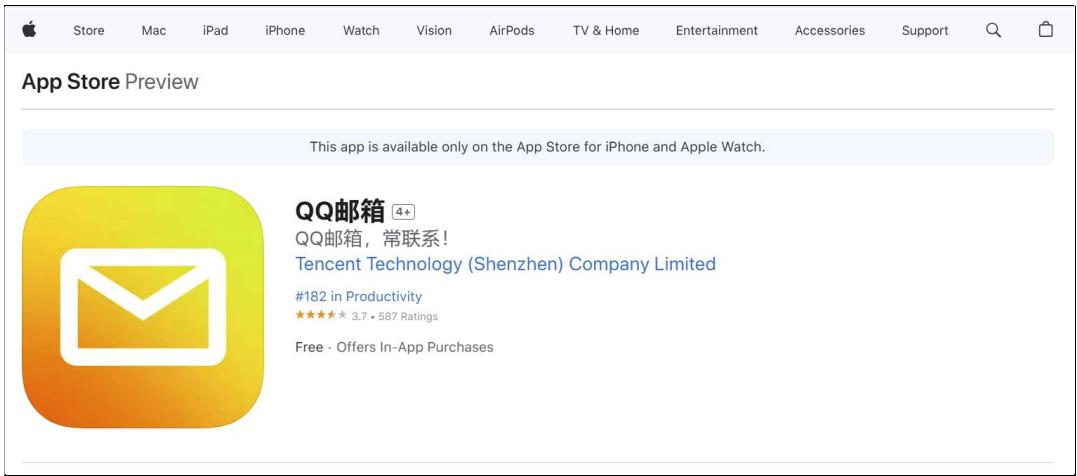 Store Mac iPad iPhone Watch Vision AirPods TV & Home Entertainment Accessories Support
App Store Preview
This app is available only on the App Store for iPhone and Apple Watch.
QQ邮箱 4+
QQ邮箱，常联系！
Tencent Technology (Shenzhen) Company Limited
#182 in Productivity
★★★★★ 3.7 • 587 Ratings
Free · Offers In-App Purchases